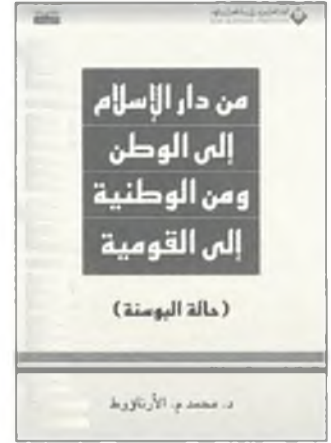 من دار الإسلام
إلى الوطن
ومن الوطنية
إلى القومية
(حالة البوسنة)
د. محمد م. الأرناؤوط